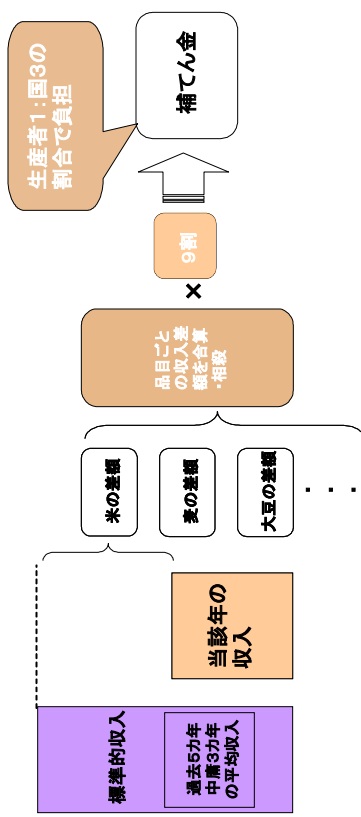 標準的収入
過去5カ年
中庸3カ年
の平均収入
当該年の
収入
米の差額
麦の差額
大豆の差額
・・・
品目ごと
の収入差
額を合算
・相殺
×
9割
補てん金
生産者1:国3の
割合で負担